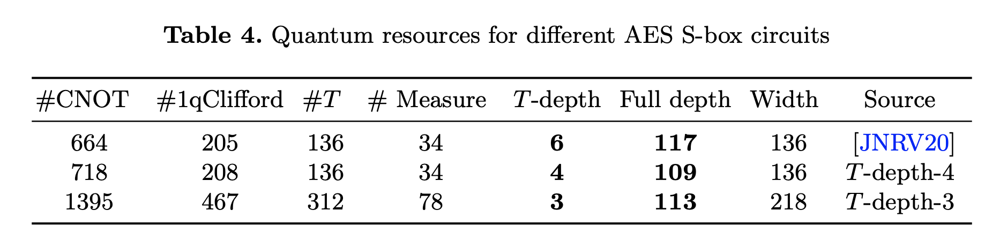 Table 4. Quantum resources for different AES S-box circuits
#CNOT #1qClifford #T # Measure T-depth Full depth Width Source
664 205 136 34 6 117 136 [JNRV20]
718 208 136 34 4 109 136 T-depth-4
1395 467 312 78 3 113 218 T-depth-3